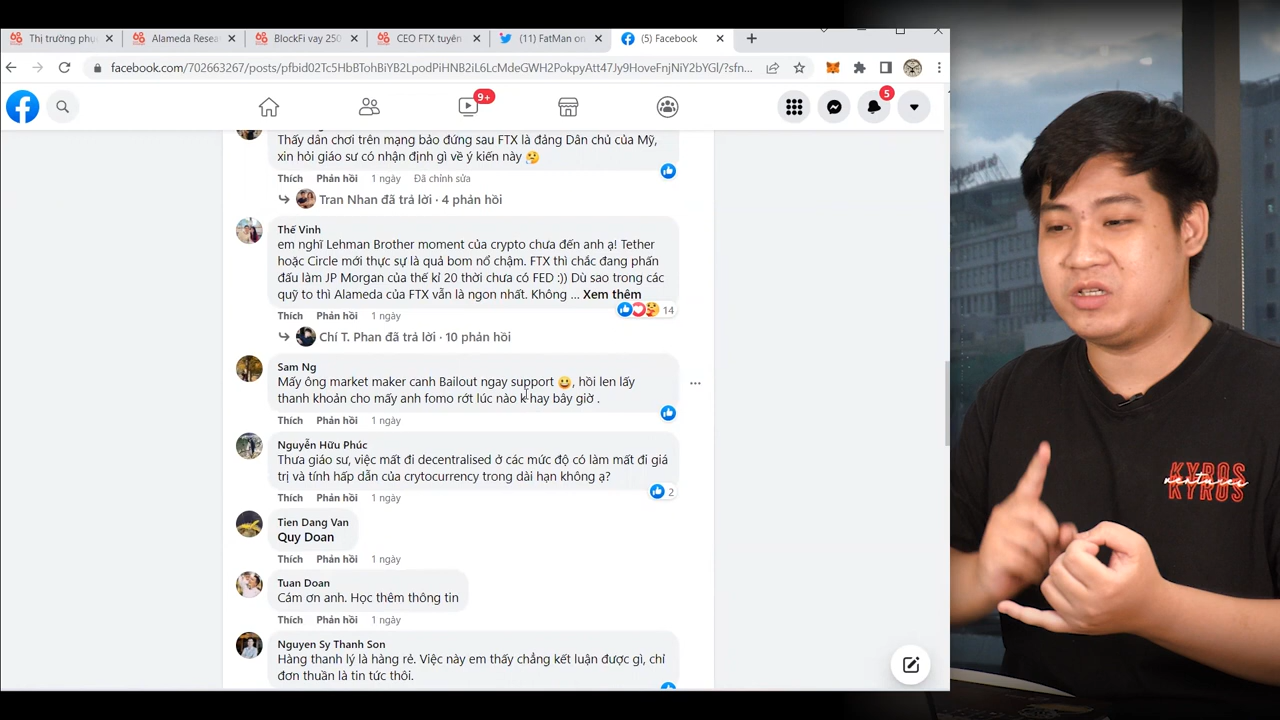 Thị trường phụ
Alameda Resea
BlockFi vay 250
CEO FTX tuyên
(11) FatMan on
(5) Facebook
facebook.com/702663267/posts/pfbid02Tc5HbBTohBiYB2LpodPiHNB2iL6LcMdeGWH2PokpyAtt47Jy9HoveFnjNiY2bYGl/?sfn...
9+
5
Thấy dân chơi trên mạng bảo đứng sau FTX là đảng Dân chủ của Mỹ,
xin hỏi giáo sư có nhận định gì về ý kiến này 🤔
Thích Phản hồi 1 ngày Đã chỉnh sửa
Tran Nhan đã trả lời · 4 phản hồi
Thế Vinh
em nghĩ Lehman Brother moment của crypto chưa đến anh ạ! Tether
hoặc Circle mới thực sự là quả bom nổ chậm. FTX thì chắc đang phấn
đấu làm JP Morgan của thế kỉ 20 thời chưa có FED :)) Dù sao trong các
quỹ to thì Alameda của FTX vẫn là ngon nhất. Không ... Xem thêm
14
Thích Phản hồi 1 ngày
Chí T. Phan đã trả lời · 10 phản hồi
Sam Ng
Mấy ông market maker canh Bailout ngay support 😀, hồi len lấy
thanh khoản cho mấy anh fomo rớt lúc nào k hay bây giờ .
Thích Phản hồi 1 ngày
Nguyễn Hữu Phúc
Thưa giáo sư, việc mất đi decentralised ở các mức độ có làm mất đi giá
trị và tính hấp dẫn của crytocurrency trong dài hạn không ạ?
2
Thích Phản hồi 1 ngày
Tien Dang Van
Quy Doan
Thích Phản hồi 1 ngày
Tuan Doan
Cám ơn anh. Học thêm thông tin
Thích Phản hồi 1 ngày
Nguyen Sy Thanh Son
Hàng thanh lý là hàng rẻ. Việc này em thấy chẳng kết luận được gì, chỉ
đơn thuần là tin tức thôi.
KYROS
ventures
KYROS